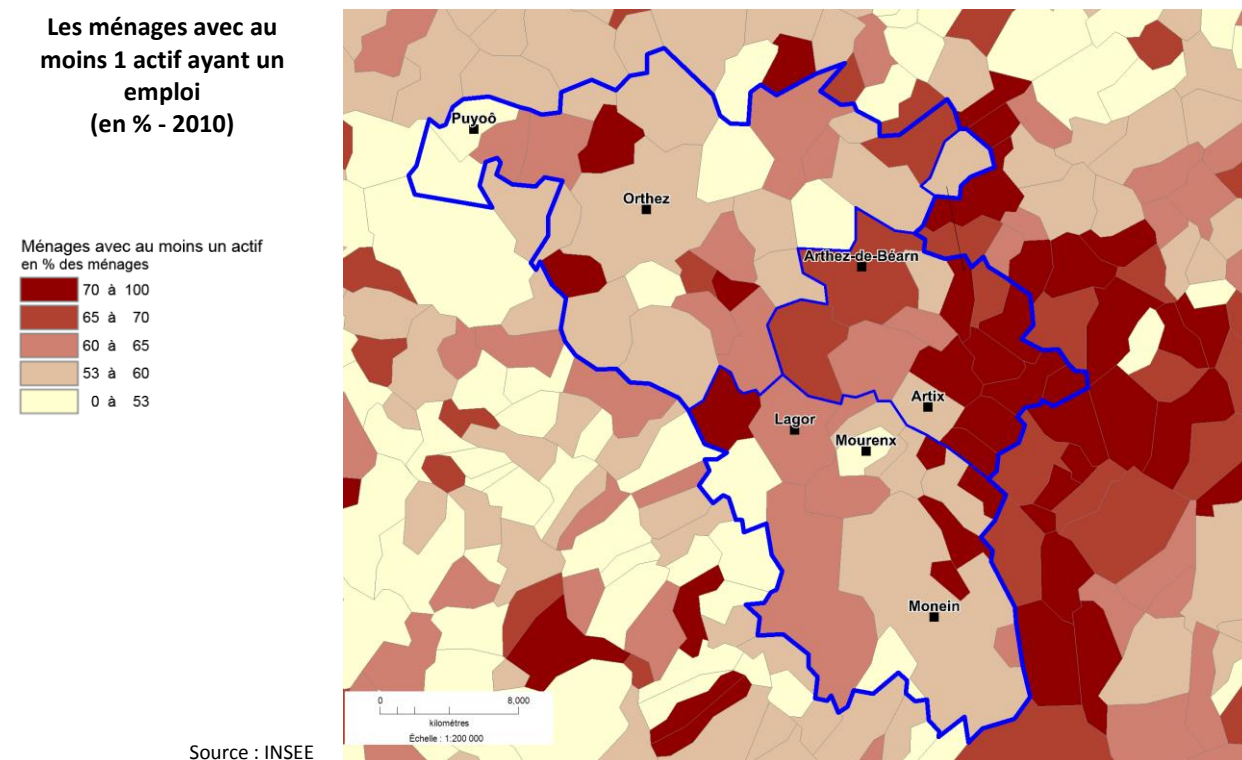 Les ménages avec au
moins 1 actif ayant un
emploi
(en % - 2010)
Ménages avec au moins un actif
en % des ménages
70 à 100
65 à 70
60 à 65
53 à 60
0 à 53
Puyoô
Orthez
Arthez-de-Béarn
Artix
Lagor
Mourenx
Monein
0 8,000
kilomètres
Échelle : 1:200 000
Source : INSEE